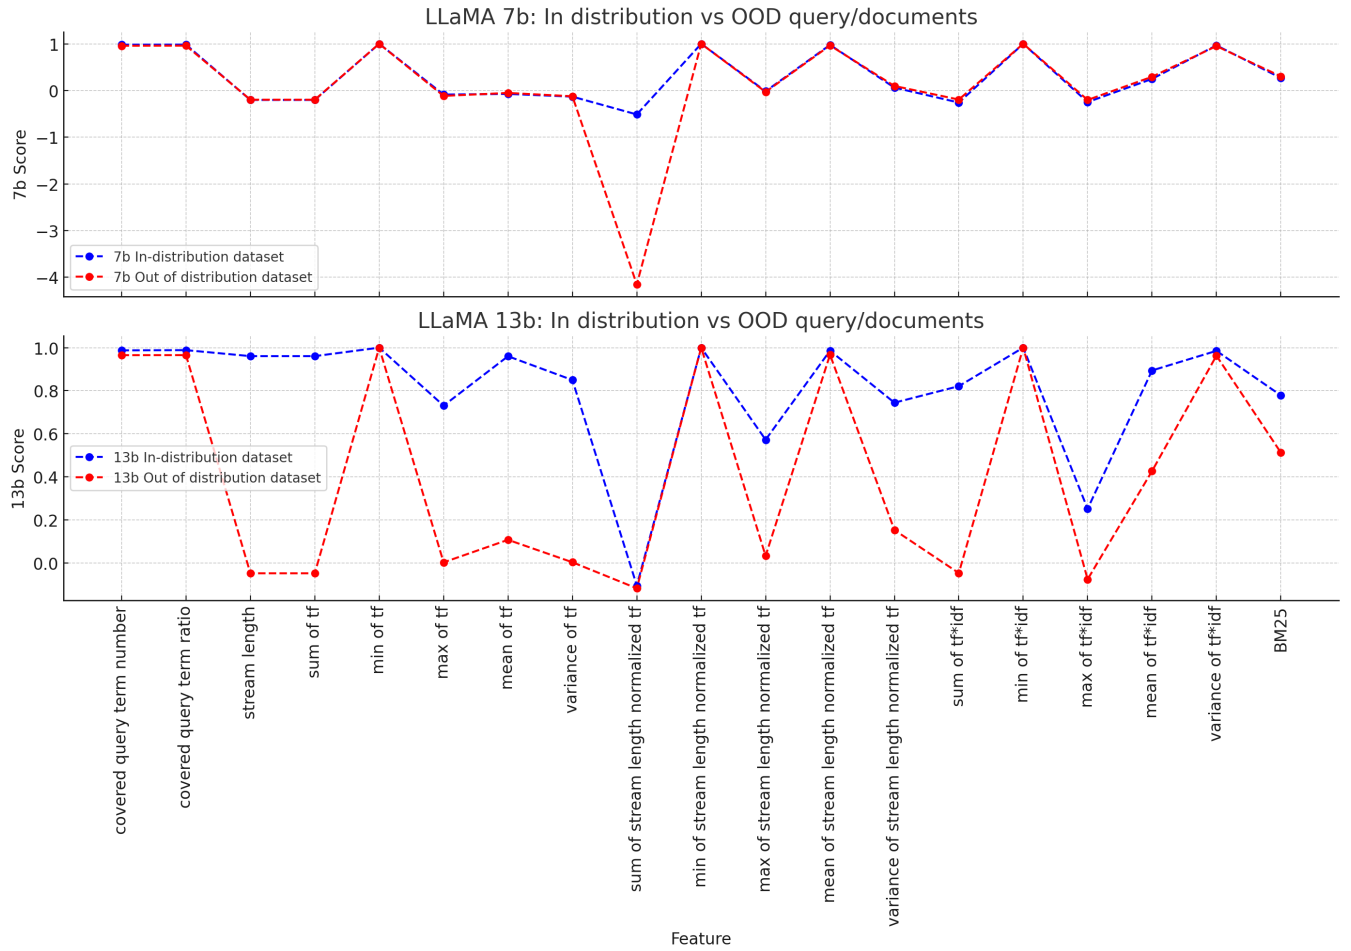 LLaMA 7b: In distribution vs OOD query/documents
7b Score
1
0
−1
−2
−3
−4
7b In-distribution dataset
7b Out of distribution dataset
LLaMA 13b: In distribution vs OOD query/documents
13b Score
1.0
0.8
0.6
0.4
0.2
0.0
13b In-distribution dataset
13b Out of distribution dataset
covered query term number
covered query term ratio
stream length
sum of tf
min of tf
max of tf
mean of tf
variance of tf
sum of stream length normalized tf
min of stream length normalized tf
max of stream length normalized tf
mean of stream length normalized tf
variance of stream length normalized tf
sum of tf*idf
min of tf*idf
max of tf*idf
mean of tf*idf
variance of tf*idf
BM25
Feature